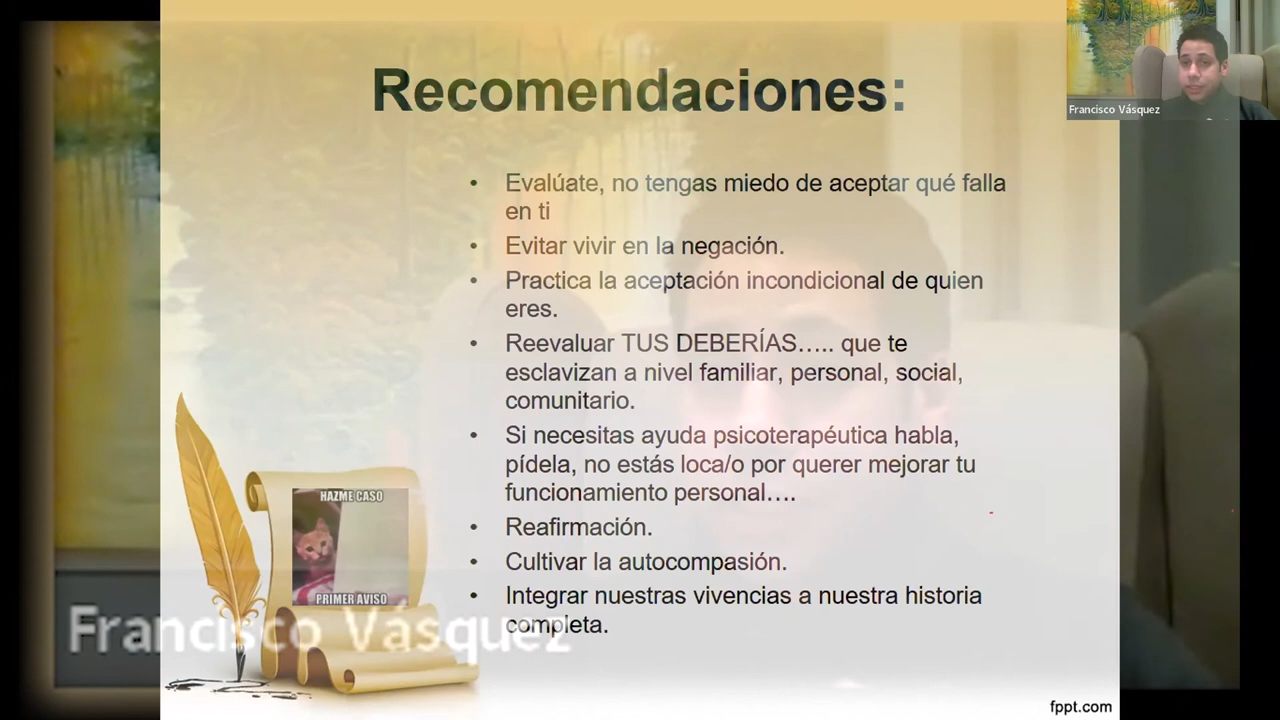 Recomendaciones:
Francisco Vásquez
• Evalúate, no tengas miedo de aceptar qué falla
en ti
• Evitar vivir en la negación.
• Practica la aceptación incondicional de quien
eres.
• Reevaluar TUS DEBERÍAS….. que te
esclavizan a nivel familiar, personal, social,
comunitario.
• Si necesitas ayuda psicoterapéutica habla,
pídela, no estás loca/o por querer mejorar tu
funcionamiento personal….
• Reafirmación.
• Cultivar la autocompasión.
• Integrar nuestras vivencias a nuestra historia
completa.
HAZME CASO
PRIMER AVISO
Francisco Vásquez
fppt.com